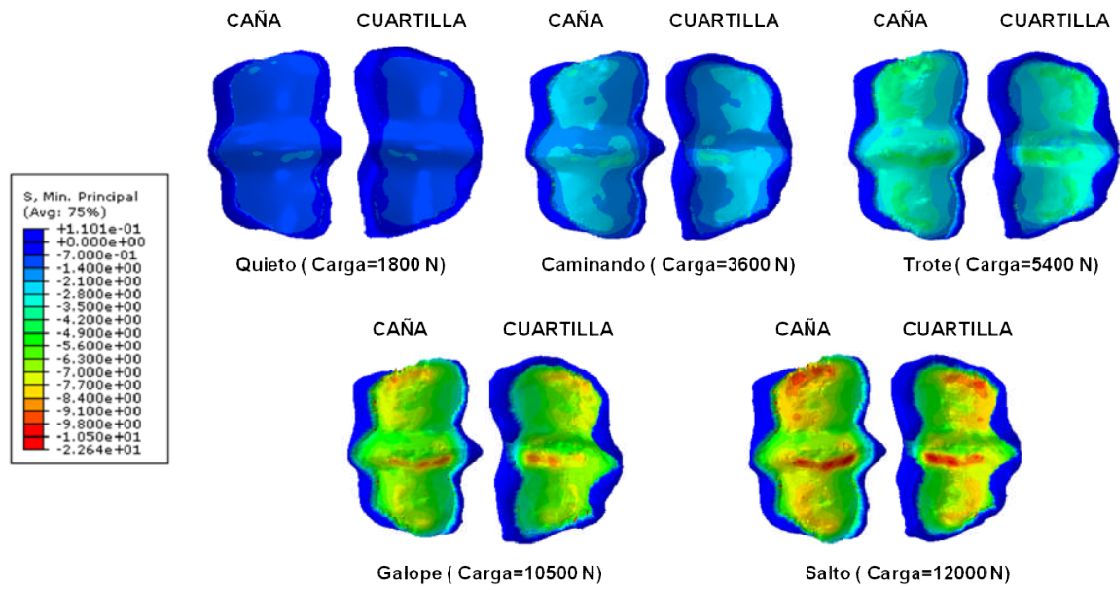 CAÑA CUARTILLA CAÑA CUARTILLA CAÑA CUARTILLA
S, Min. Principal
(Avg: 75%)
+1.101e-01
+0.000e+00
-7.000e-01
-1.400e+00
-2.100e+00
-2.800e+00
-3.500e+00
-4.200e+00
-4.900e+00
-5.600e+00
-6.300e+00
-7.000e+00
-7.700e+00
-8.400e+00
-9.100e+00
-9.800e+00
-1.050e+01
-2.264e+01
Quieto ( Carga=1800 N) Caminando ( Carga=3600 N) Trote ( Carga=5400 N)
CAÑA CUARTILLA CAÑA CUARTILLA
Galope ( Carga=10500 N) Salto ( Carga=12000 N)